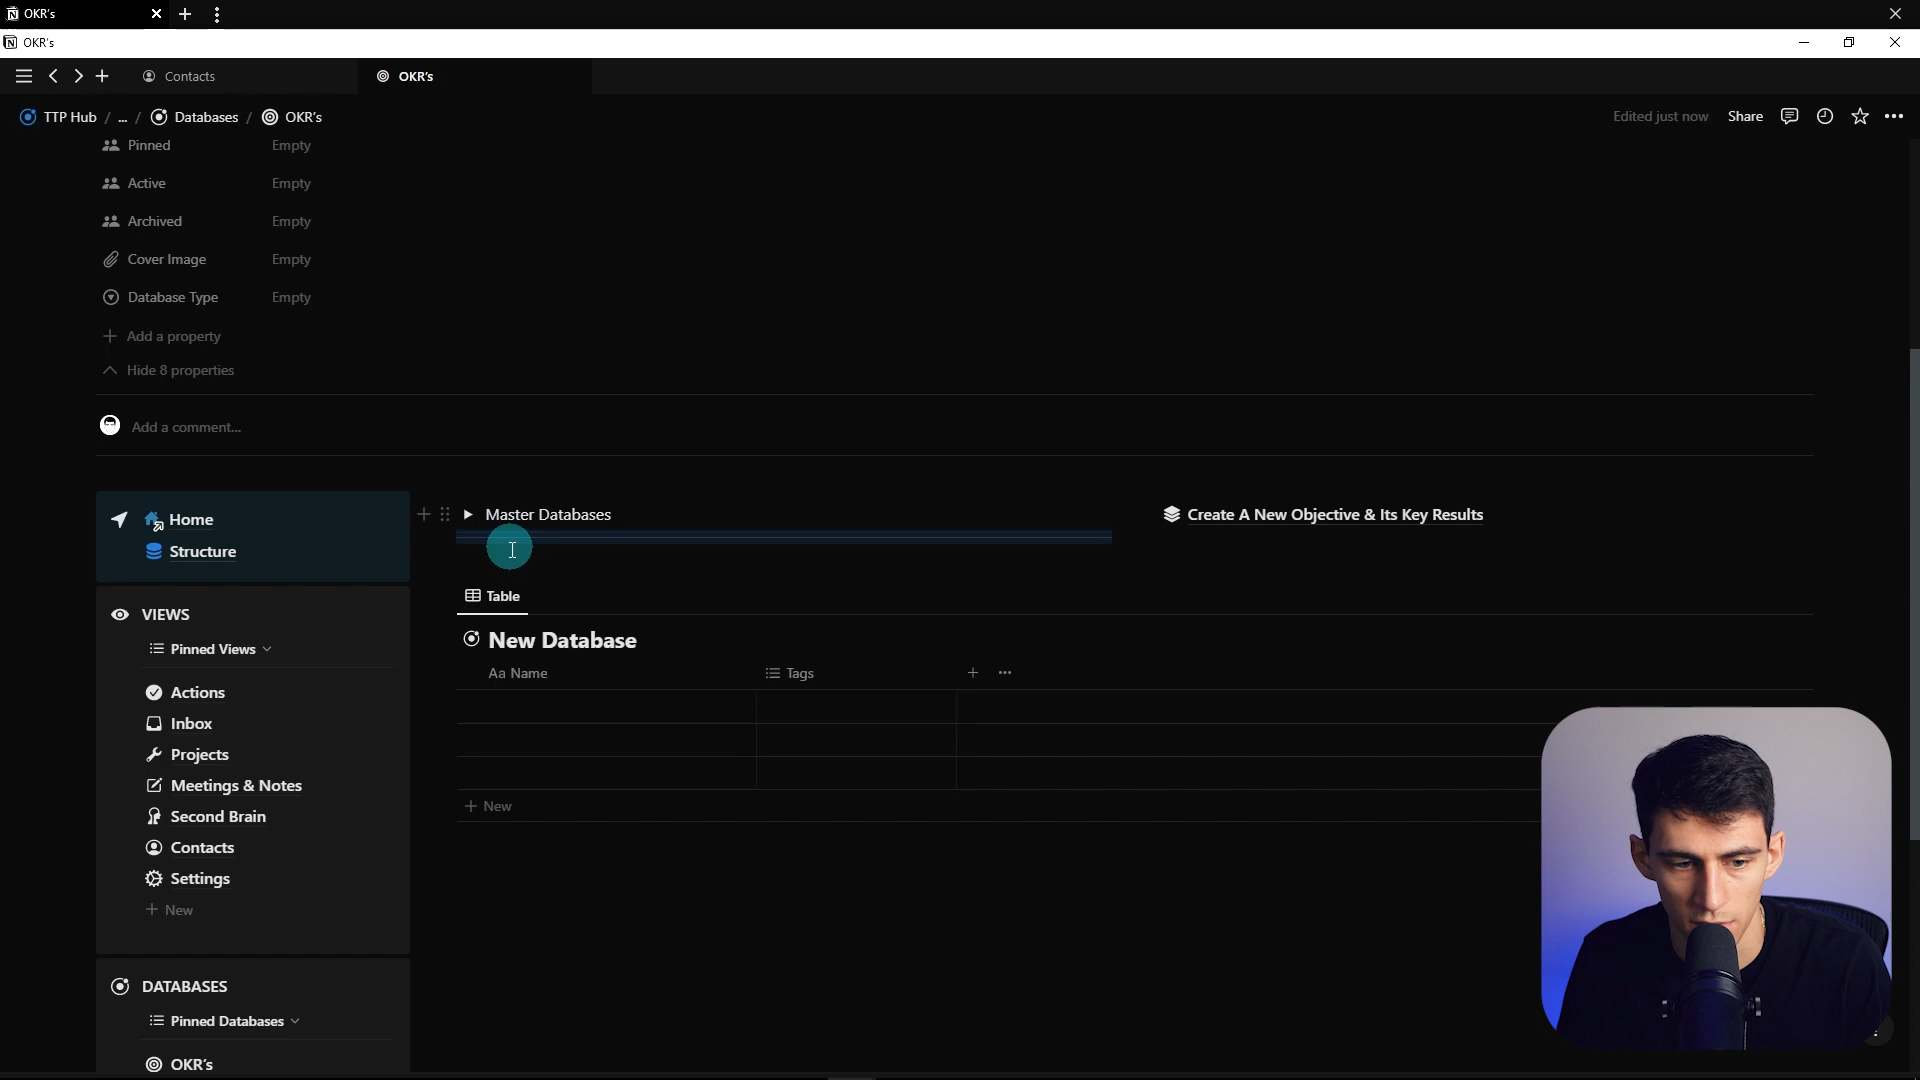 OKR's
OKR's
Contacts
OKR's
TTP Hub / ... / Databases / OKR's
Edited just now
Share
Pinned Empty
Active Empty
Archived Empty
Cover Image Empty
Database Type Empty
Add a property
Hide 8 properties
Add a comment...
Home
Structure
VIEWS
Pinned Views
Actions
Inbox
Projects
Meetings & Notes
Second Brain
Contacts
Settings
New
DATABASES
Pinned Databases
OKR's
Master Databases
Create A New Objective & Its Key Results
Table
New Database
Aa Name
Tags
New